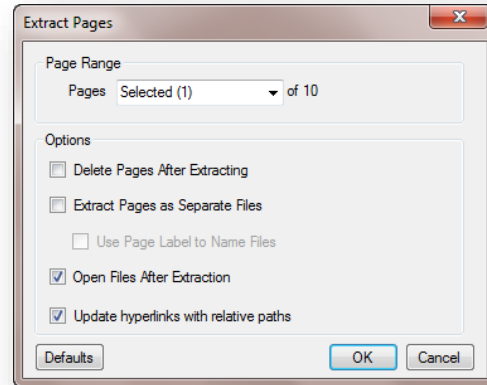 Extract Pages
Page Range
Pages Selected (1) of 10
Options
Delete Pages After Extracting
Extract Pages as Separate Files
Use Page Label to Name Files
Open Files After Extraction
Update hyperlinks with relative paths
Defaults OK Cancel